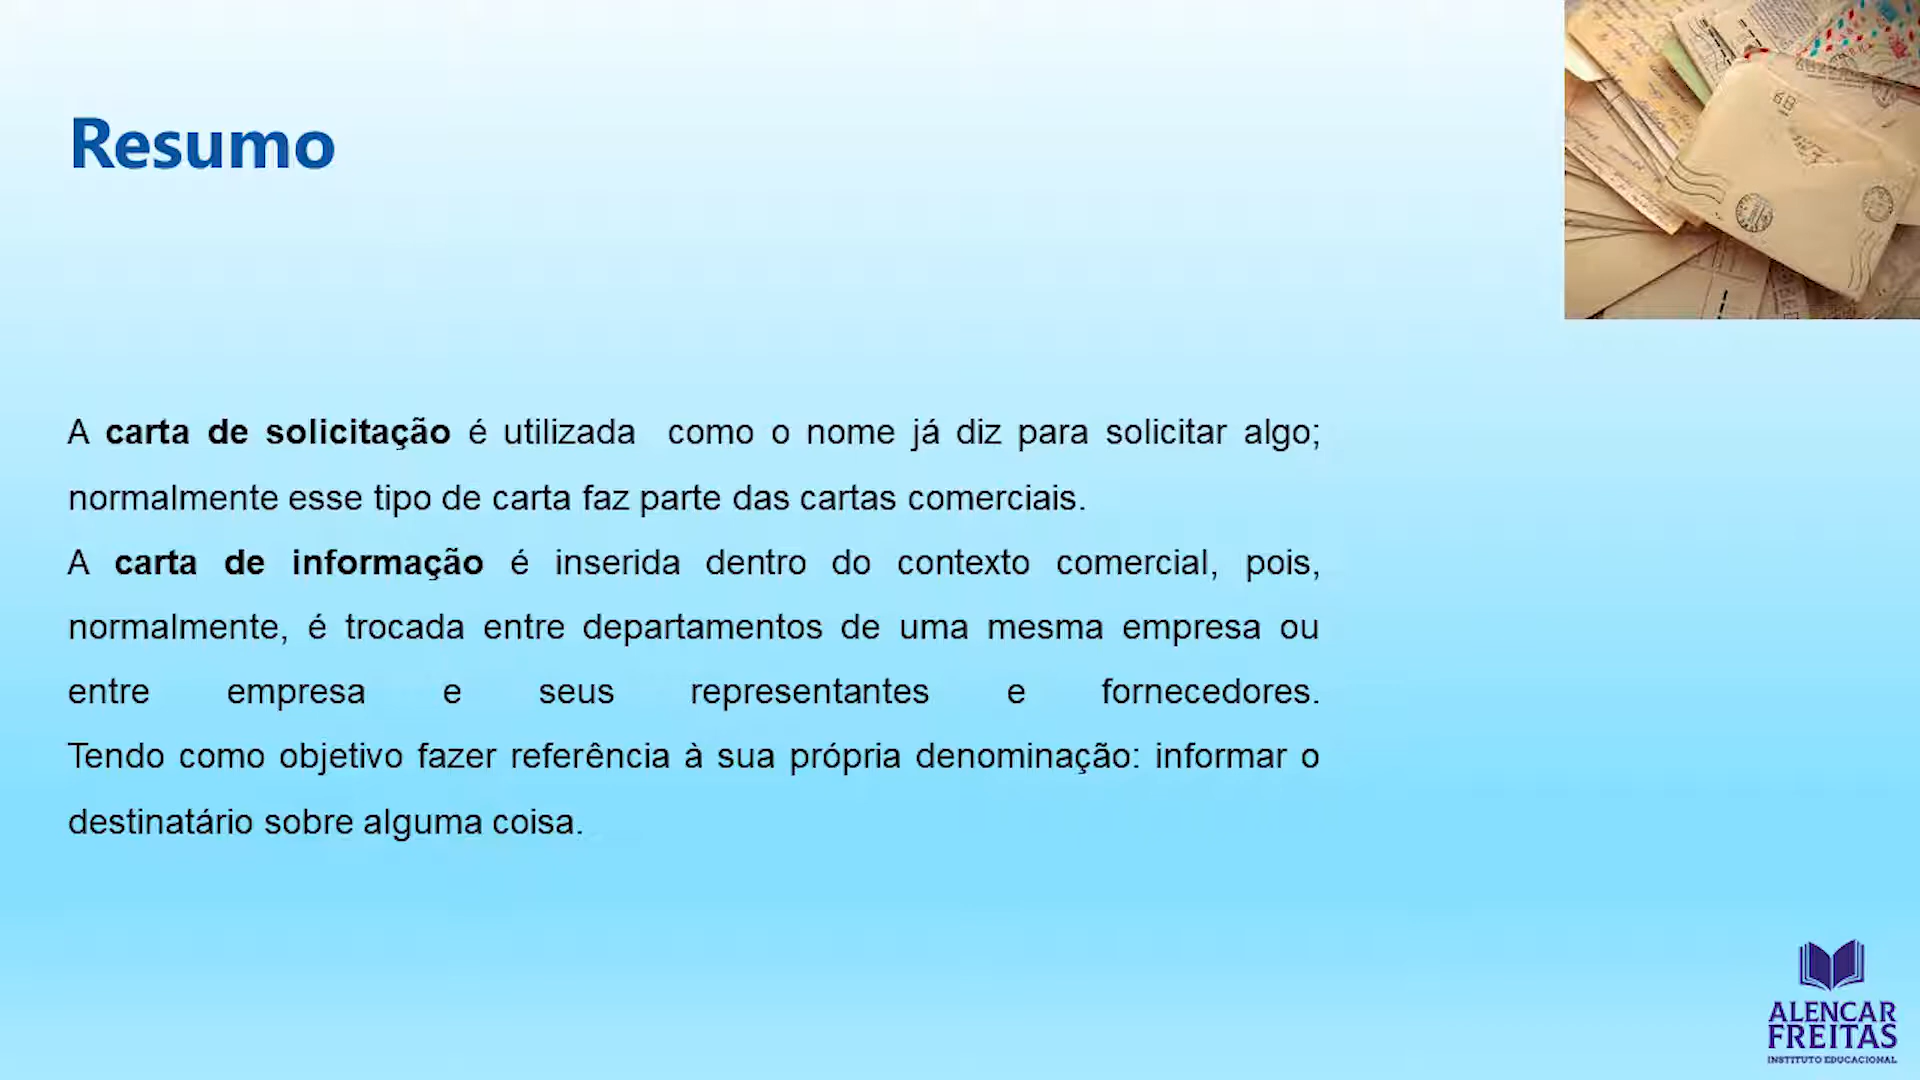 Resumo
A carta de solicitação é utilizada como o nome já diz para solicitar algo;
normalmente esse tipo de carta faz parte das cartas comerciais.
A carta de informação é inserida dentro do contexto comercial, pois,
normalmente, é trocada entre departamentos de uma mesma empresa ou
entre empresa e seus representantes e fornecedores.
Tendo como objetivo fazer referência à sua própria denominação: informar o
destinatário sobre alguma coisa.
ALENCAR
FREITAS
INSTITUTO EDUCACIONAL